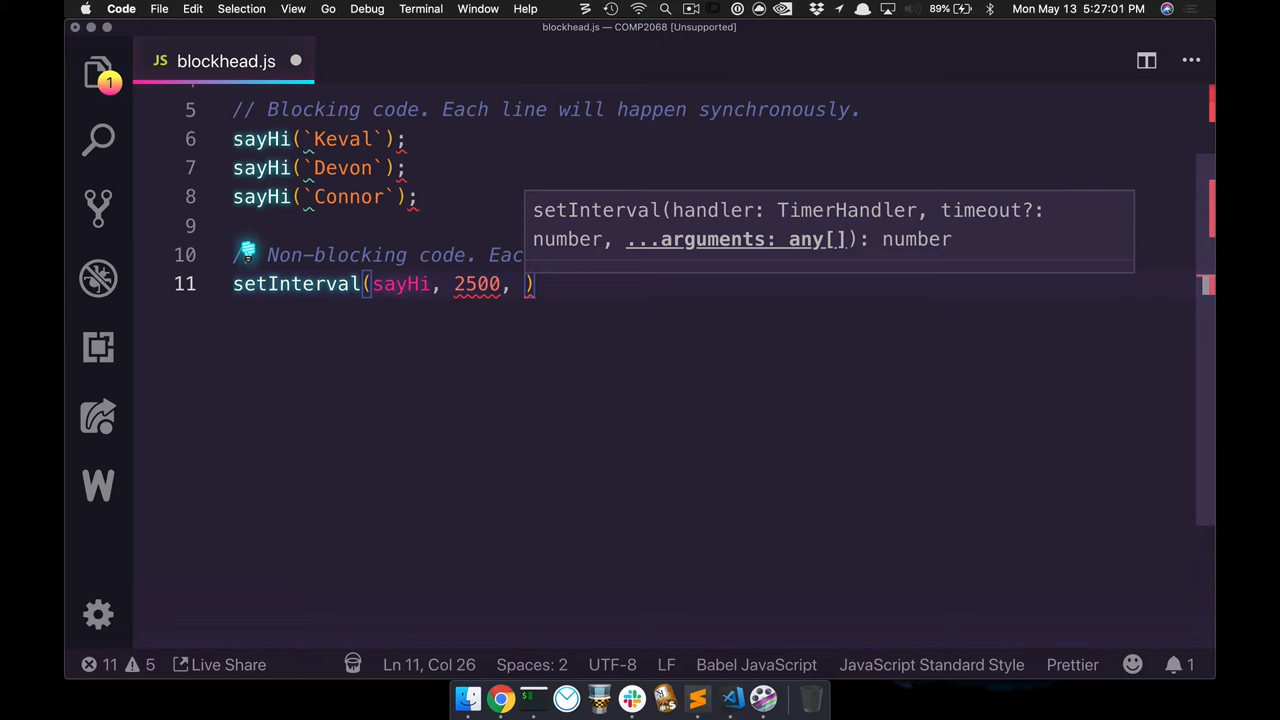 Code File Edit Selection View Go Debug Terminal Window Help 89% Mon May 13 5:27:01 PM
blockhead.js — COMP2068 [Unsupported]
JS blockhead.js
1
5 // Blocking code. Each line will happen synchronously.
6 sayHi(`Keval`);
7 sayHi(`Devon`);
8 sayHi(`Connor`);
setInterval(handler: TimerHandler, timeout?:
9
number, ...arguments: any[]): number
10 // Non-blocking code. Eac
11 setInterval(sayHi, 2500, )
W
11 5 Live Share Ln 11, Col 26 Spaces: 2 UTF-8 LF Babel JavaScript JavaScript Standard Style Prettier 1